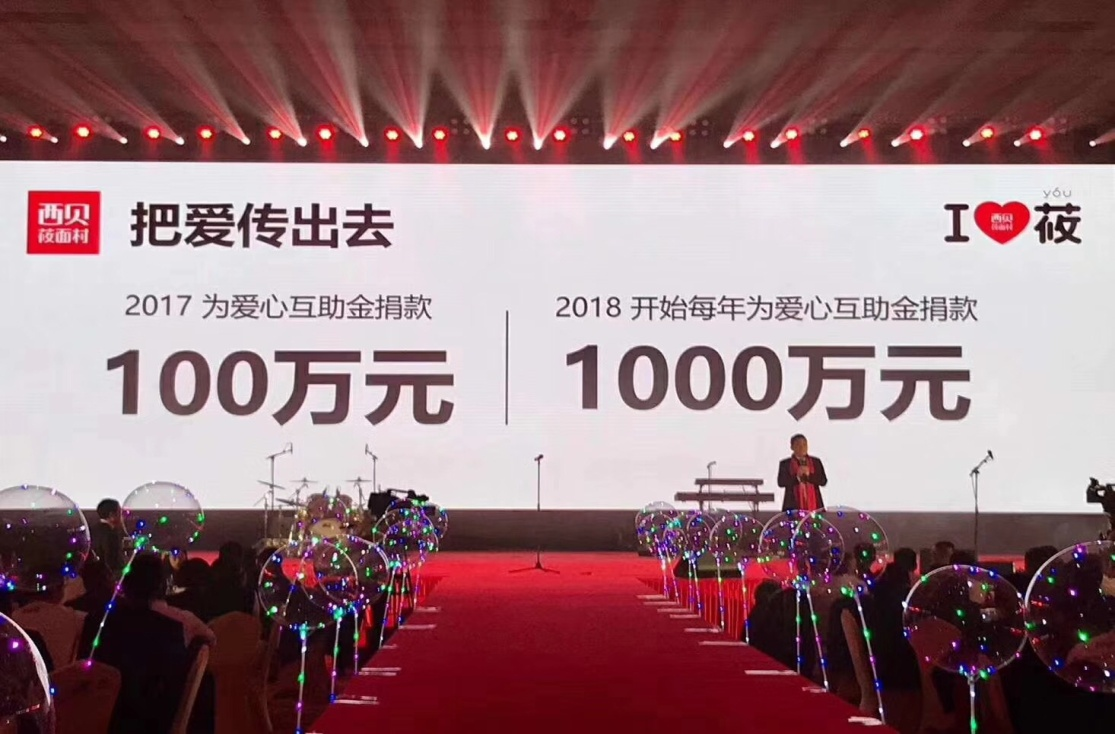 西贝
莜面村
把爱传出去
yóu
I 西贝 莜面村 莜
2017 为爱心互助金捐款
100万元
2018 开始每年为爱心互助金捐款
1000万元